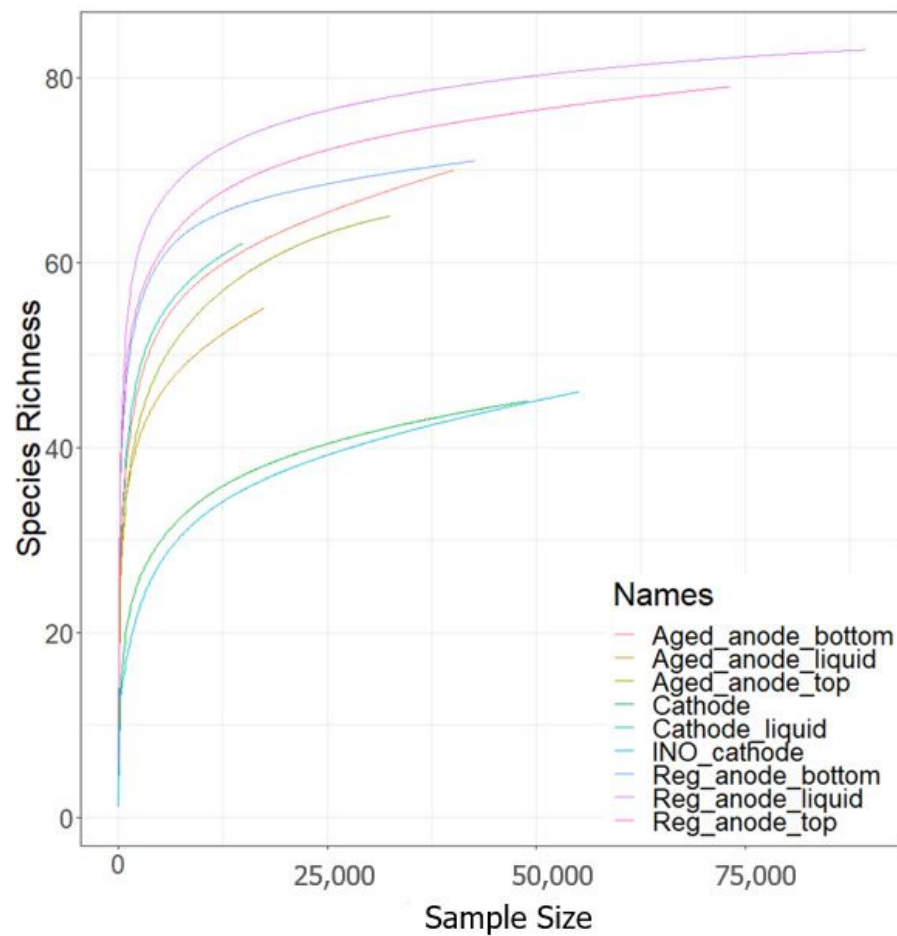 80
60
40
20
0
Species Richness
0
25,000
50,000
75,000
Sample Size
Names
Aged_anode_bottom
Aged_anode_liquid
Aged_anode_top
Cathode
Cathode_liquid
INO_cathode
Reg_anode_bottom
Reg_anode_liquid
Reg_anode_top